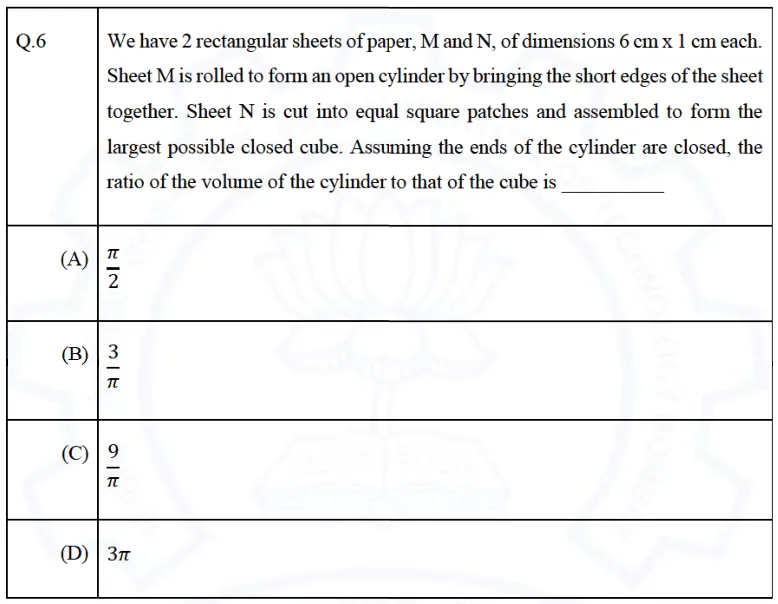 Q.6 We have 2 rectangular sheets of paper, M and N, of dimensions 6 cm x 1 cm each.
Sheet M is rolled to form an open cylinder by bringing the short edges of the sheet
together. Sheet N is cut into equal square patches and assembled to form the
largest possible closed cube. Assuming the ends of the cylinder are closed, the
ratio of the volume of the cylinder to that of the cube is __________
(A) π/2
(B) 3/π
(C) 9/π
(D) 3π